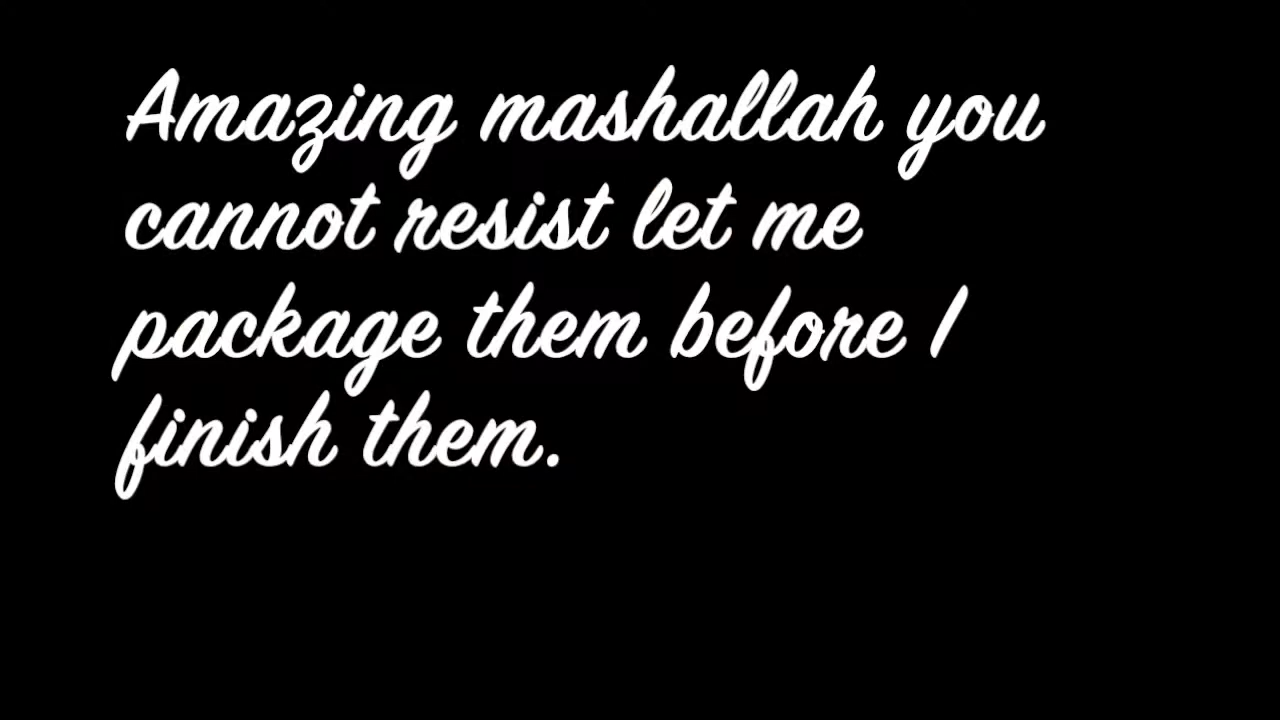 Amazing mashallah you
cannot resist let me
package them before I
finish them.